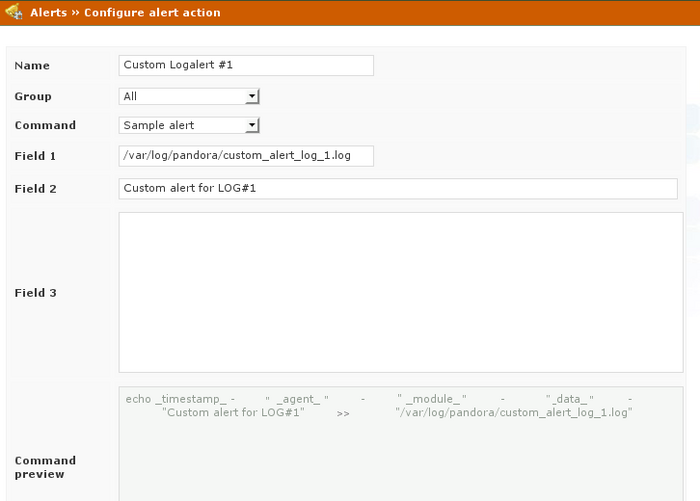 Alerts » Configure alert action
Name Custom Logalert #1
Group All
Command Sample alert
Field 1 /var/log/pandora/custom_alert_log_1.log
Field 2 Custom alert for LOG#1
Field 3
echo _timestamp_ - " _agent_ " - " _module_ " - "_data_ " -
"Custom alert for LOG#1" >> "/var/log/pandora/custom_alert_log_1.log"
Command
preview